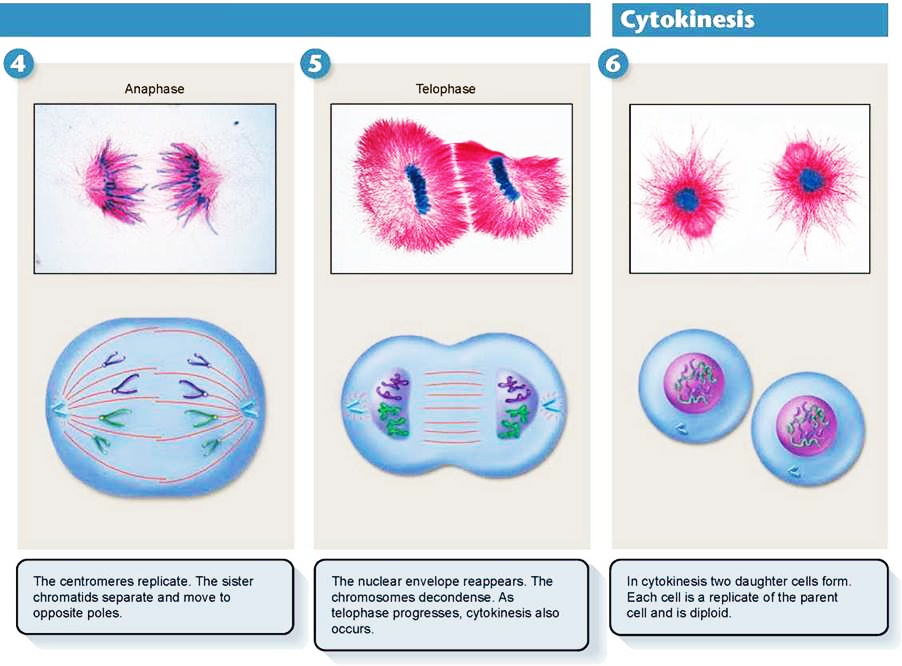 Cytokinesis
4
Anaphase
5
Telophase
6
The centromeres replicate. The sister
chromatids separate and move to
opposite poles.
The nuclear envelope reappears. The
chromosomes decondense. As
telophase progresses, cytokinesis also
occurs.
In cytokinesis two daughter cells form.
Each cell is a replicate of the parent
cell and is diploid.